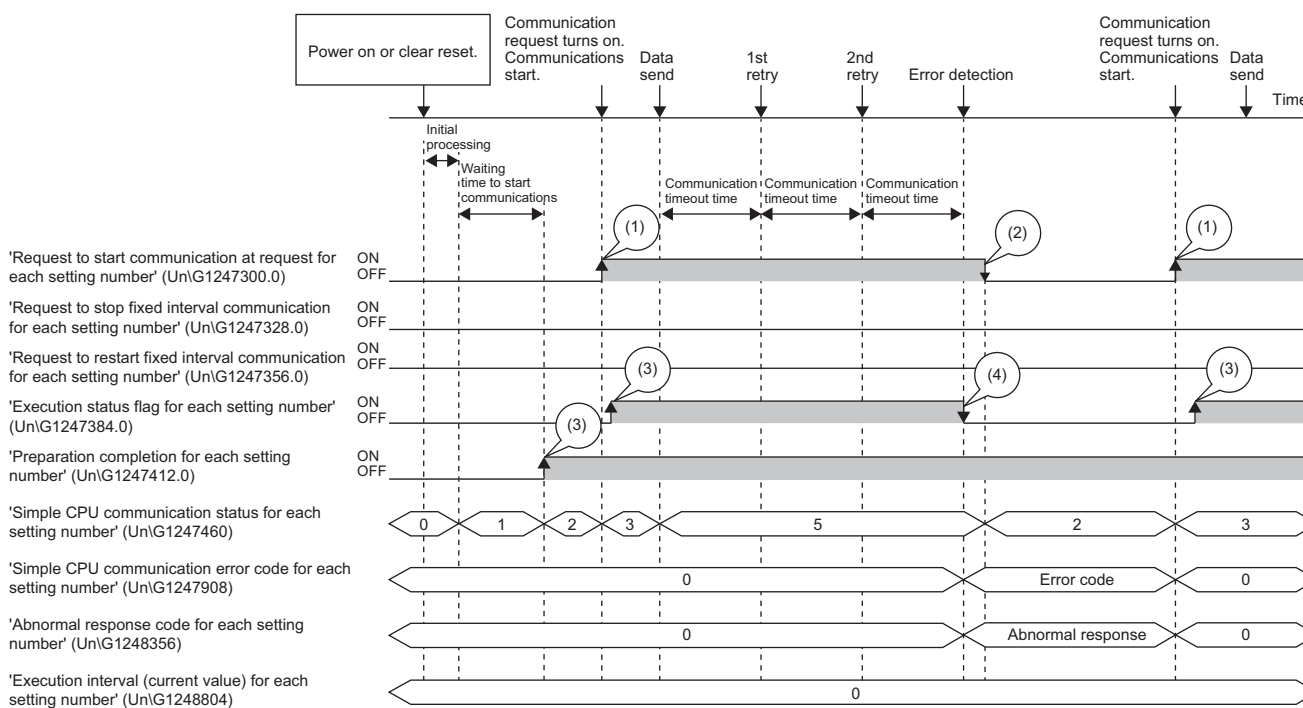 Power on or clear reset.
Communication
request turns on.
Communications
start.
Data
send
1st
retry
2nd
retry
Error detection
Communication
request turns on.
Communications
start.
Data
send
Time
Initial
processing
Waiting
time to start
communications
Communication
timeout time
Communication
timeout time
Communication
timeout time
'Request to start communication at request for
each setting number' (Un\G1247300.0)
ON
OFF
(1)
(2)
(1)
'Request to stop fixed interval communication
for each setting number' (Un\G1247328.0)
ON
OFF
'Request to restart fixed interval communication
for each setting number' (Un\G1247356.0)
ON
OFF
'Execution status flag for each setting number'
(Un\G1247384.0)
ON
OFF
(3)
(4)
(3)
'Preparation completion for each setting
number' (Un\G1247412.0)
ON
OFF
(3)
'Simple CPU communication status for each
setting number' (Un\G1247460)
0 1 2 3 5 2 3
'Simple CPU communication error code for each
setting number' (Un\G1247908)
0 Error code 0
'Abnormal response code for each setting
number' (Un\G1248356)
0 Abnormal response 0
'Execution interval (current value) for each
setting number' (Un\G1248804)
0